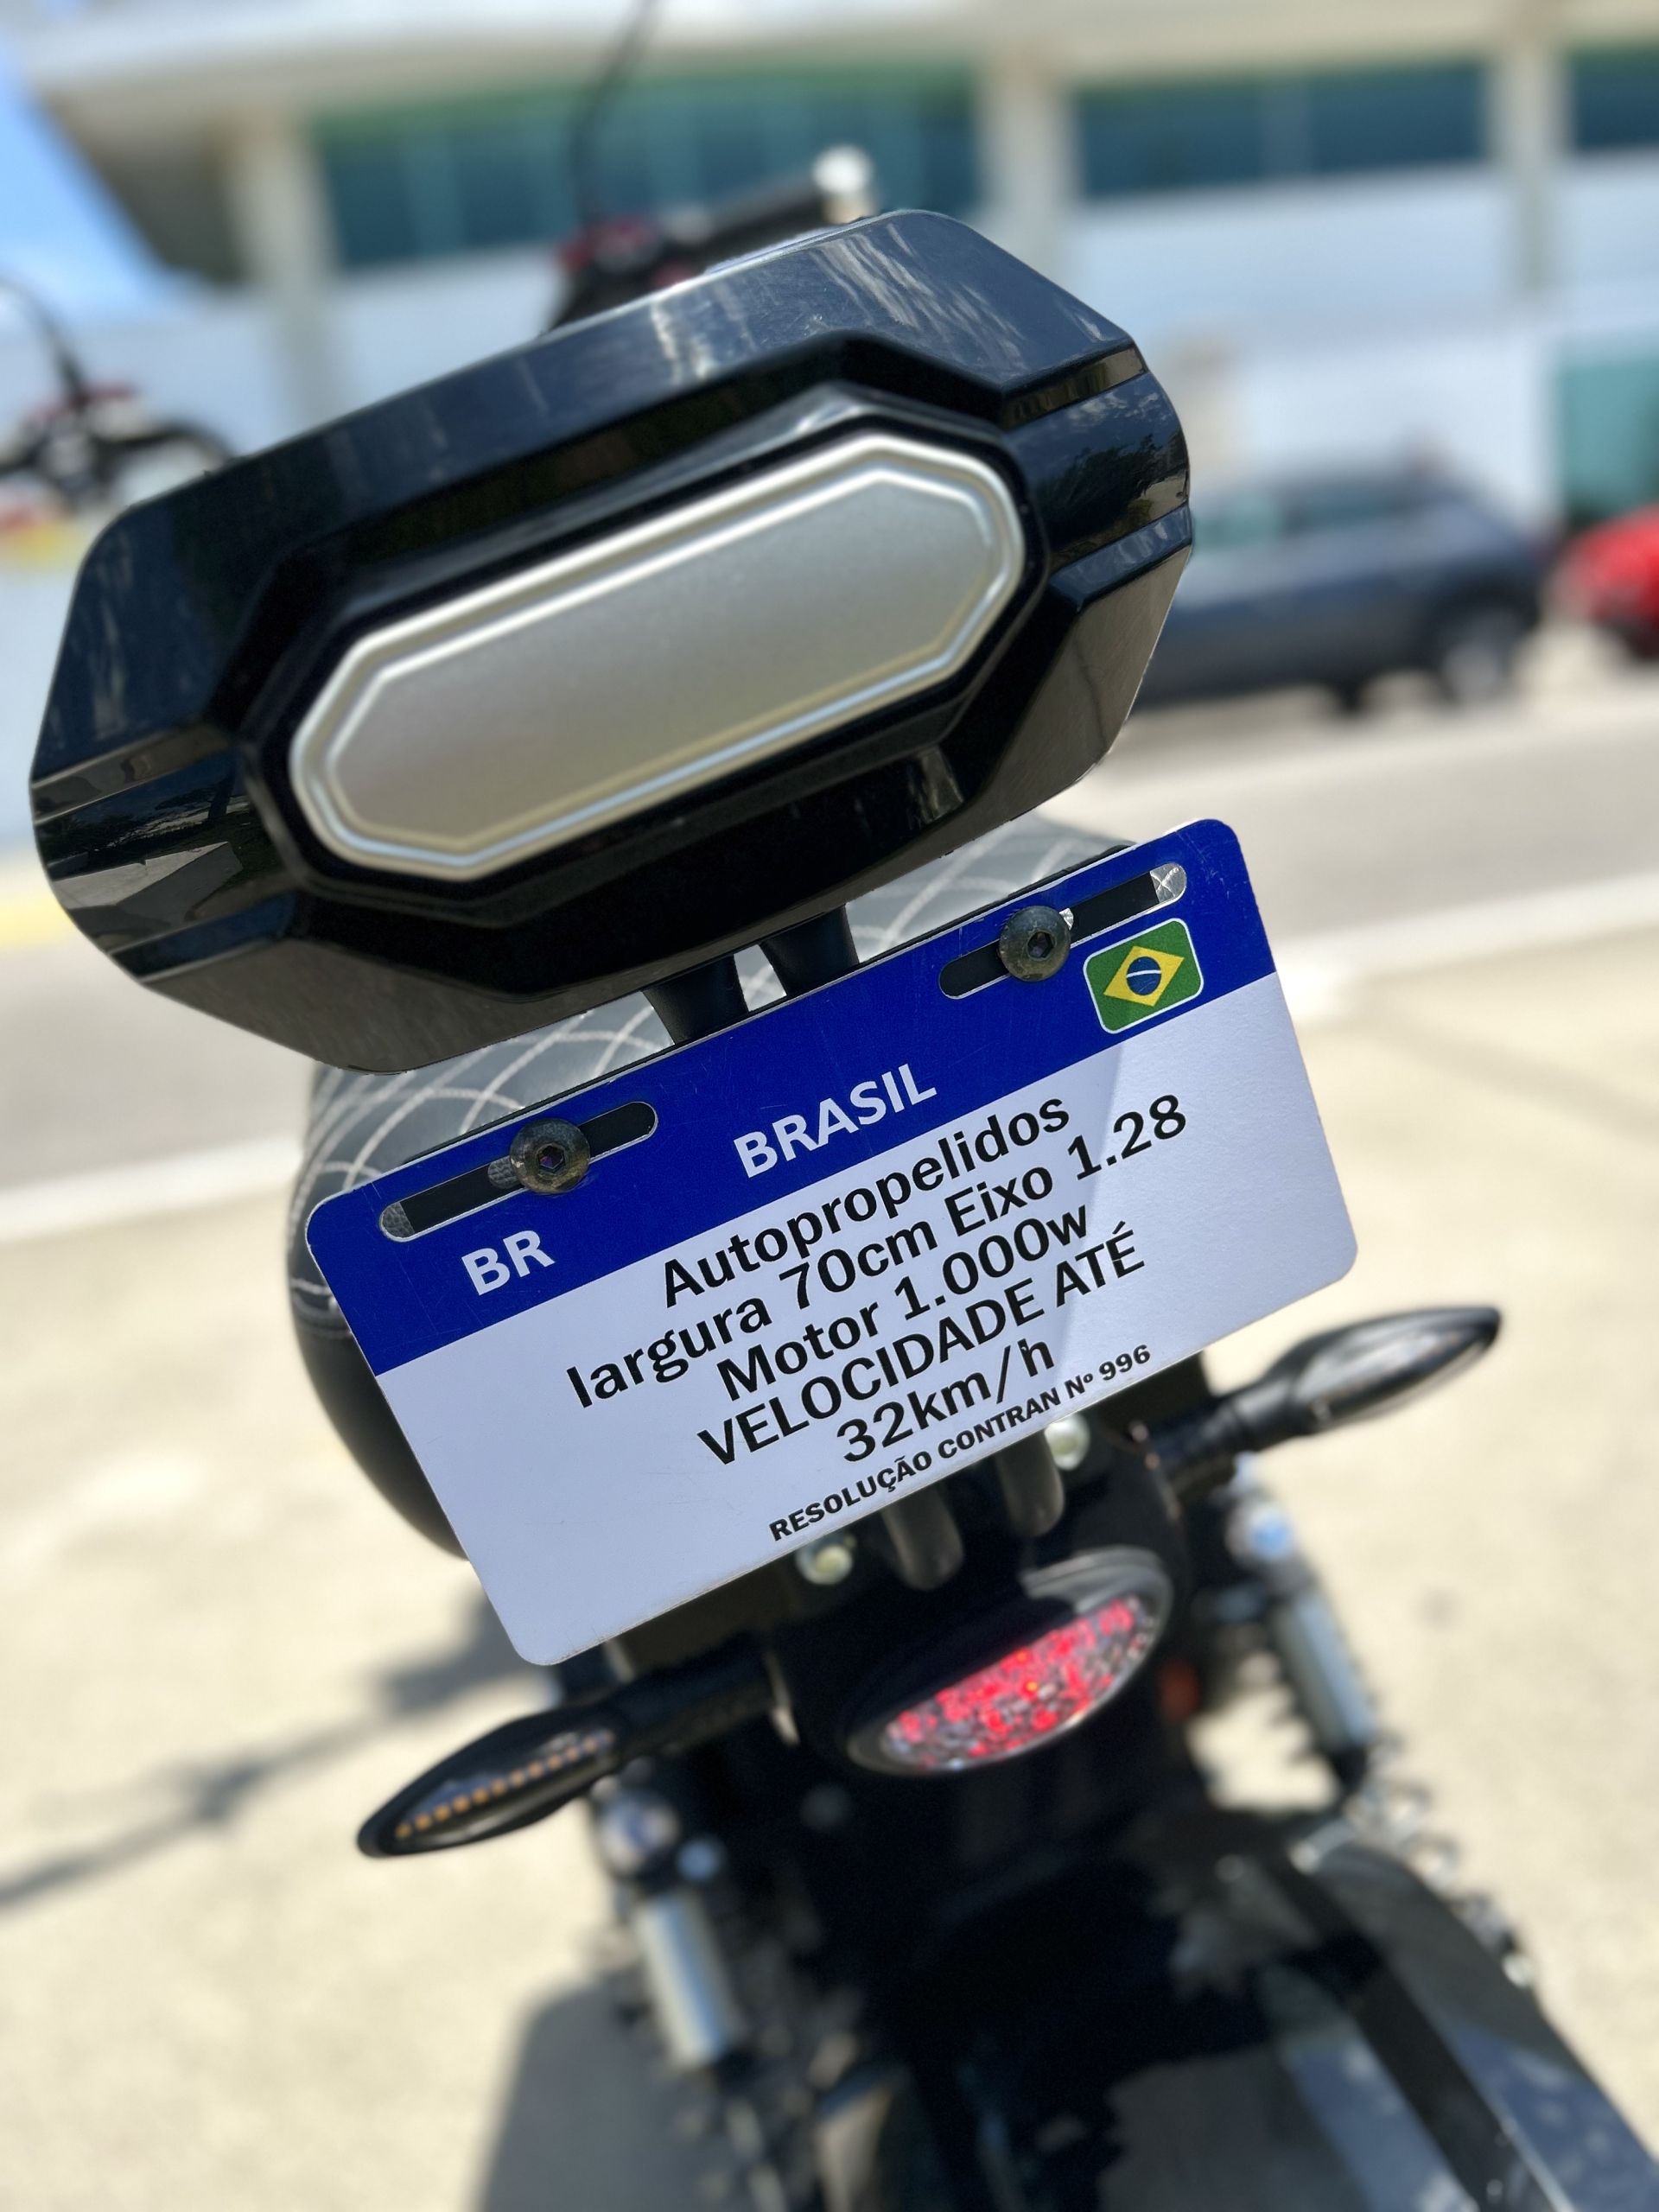 BR BRASIL
Autopropelidos
largura 70cm Eixo 1.28
Motor 1.000w
VELOCIDADE ATÉ
32km/h
RESOLUÇÃO CONTRAN Nº 996